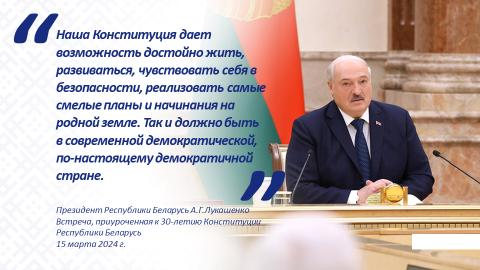 Наша Конституция дает
возможность достойно жить,
развиваться, чувствовать себя в
безопасности, реализовать самые
смелые планы и начинания на
родной земле. Так и должно быть
в современной демократической,
по-настоящему демократичной
стране.
Президент Республики Беларусь А.Г.Лукашенко
Встреча, приуроченная к 30-летию Конституции
Республики Беларусь
15 марта 2024 г.